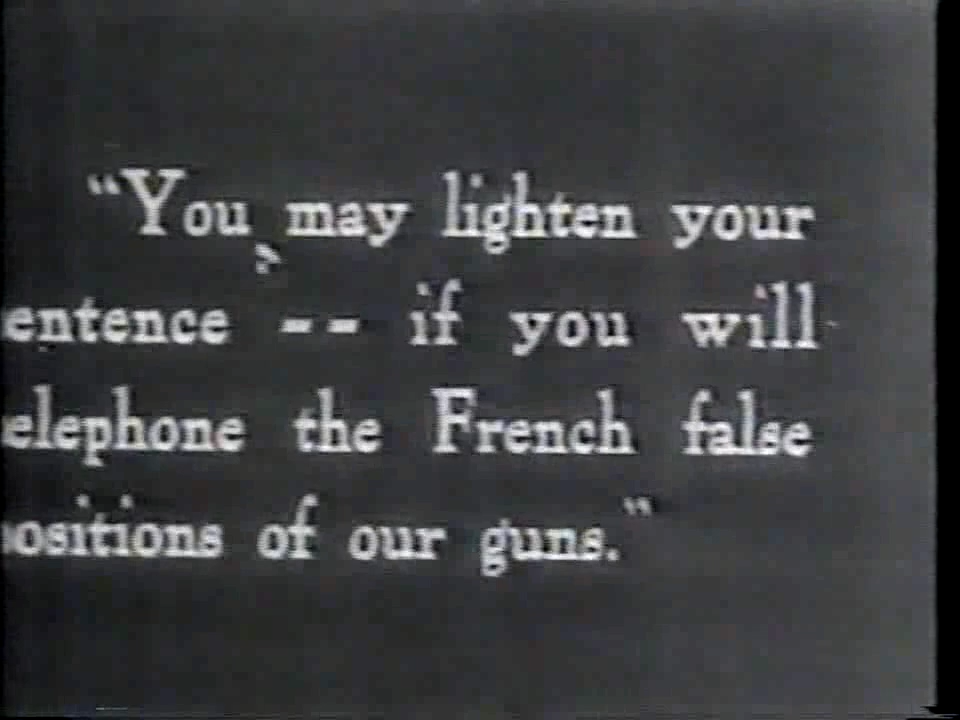 “You may lighten your
entence -- if you will
elephone the French false
ositions of our guns.”